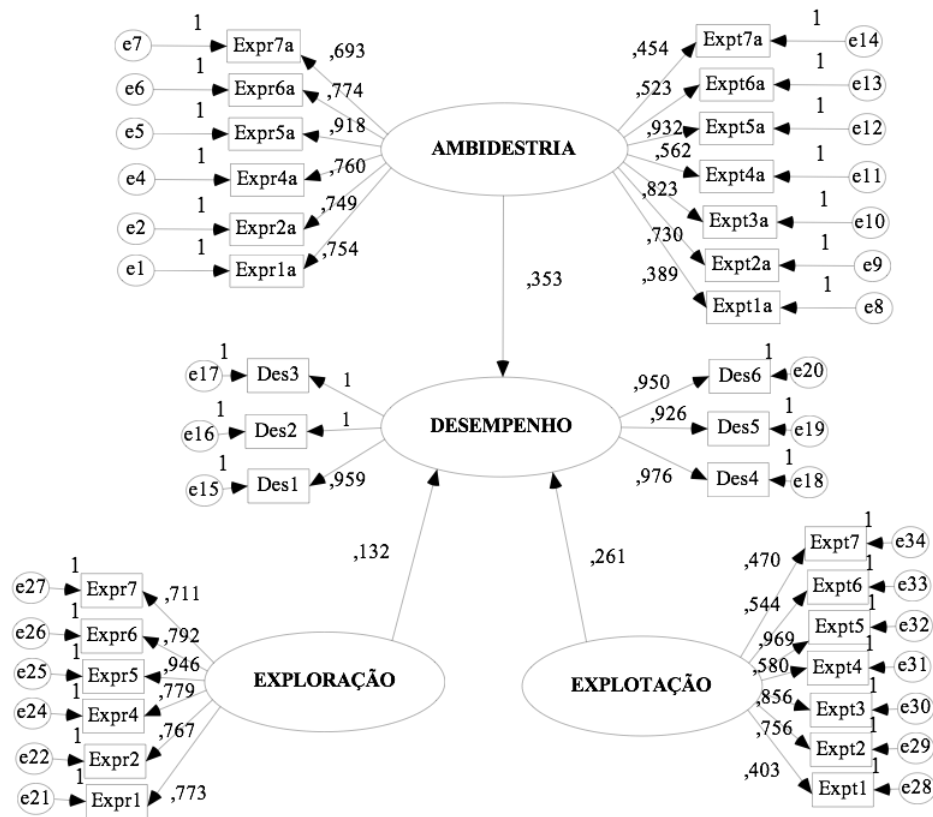 e7 1 Expr7a ,693
e6 1 Expr6a ,774
e5 1 Expr5a ,918
e4 1 Expr4a ,760
e2 1 Expr2a ,749
e1 1 Expr1a ,754
AMBIDESTRIA
,454 Expt7a 1 e14
,523 Expt6a 1 e13
,932 Expt5a 1 e12
,562 Expt4a 1 e11
,823 Expt3a 1 e10
,730 Expt2a 1 e9
,389 Expt1a 1 e8
,353
e17 1 Des3 1
e16 1 Des2 1
e15 1 Des1 ,959
DESEMPENHO
,950 Des6 1 e20
,926 Des5 1 e19
,976 Des4 1 e18
,132
,261
e27 1 Expr7 ,711
e26 1 Expr6 ,792
e25 1 Expr5 ,946
e24 1 Expr4 ,779
e22 1 Expr2 ,767
e21 1 Expr1 ,773
EXPLORAÇÃO
EXPLOTAÇÃO
,470 Expt7 1 e34
,544 Expt6 1 e33
,969 Expt5 1 e32
,580 Expt4 1 e31
,856 Expt3 1 e30
,756 Expt2 1 e29
,403 Expt1 1 e28